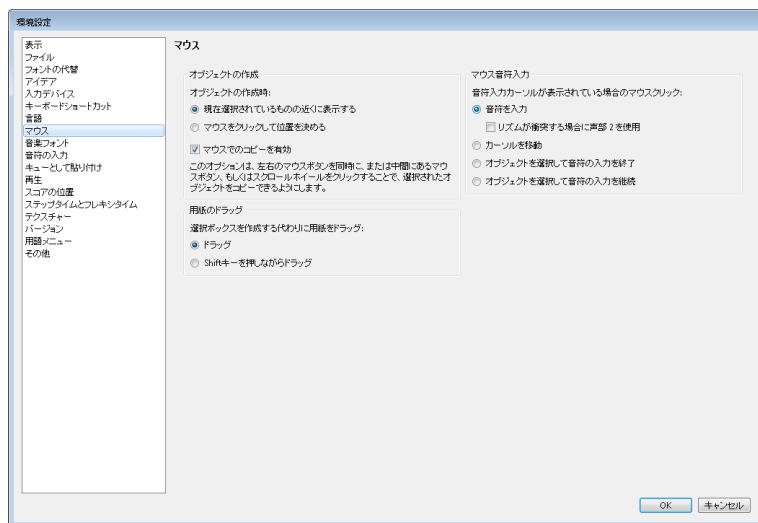 環境設定
表示
ファイル
フォントの代替
アイデア
入力デバイス
キーボードショートカット
言語
マウス
音楽フォント
音符の入力
キューとして貼り付け
再生
スコアの位置
ステップタイムとフレキシタイム
テクスチャー
バージョン
用語メニュー
その他
マウス
オブジェクトの作成
オブジェクトの作成時:
現在選択されているものの近くに表示する
マウスをクリックして位置を決める
マウスでのコピーを有効
このオプションは、左右のマウスボタンを同時に、または中間にあるマウ
スボタン、もしくはスクロールホイールをクリックすることで、選択されたオ
ブジェクトをコピーできるようにします。
用紙のドラッグ
選択ボックスを作成する代わりに用紙をドラッグ:
ドラッグ
Shiftキーを押しながらドラッグ
マウス音符入力
音符入力カーソルが表示されている場合のマウスクリック:
音符を入力
リズムが衝突する場合に声部 2 を使用
カーソルを移動
オブジェクトを選択して音符の入力を終了
オブジェクトを選択して音符の入力を継続
OK
キャンセル